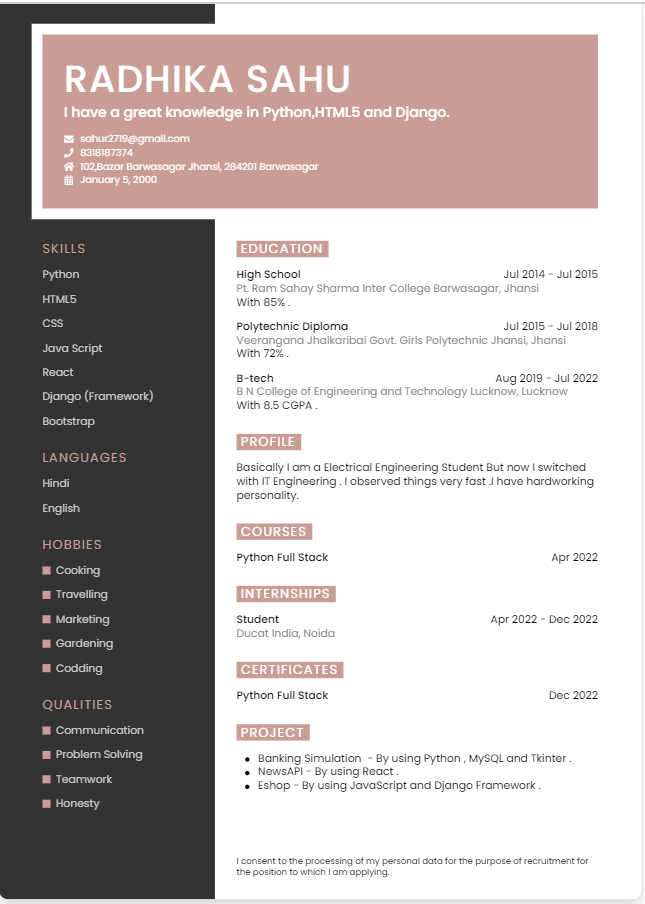 RADHIKA SAHU
I have a great knowledge in Python,HTML5 and Django.
sahur2719@gmail.com
8318187374
102,Bazar Barwasagar Jhansi, 284201 Barwasagar
January 5, 2000
SKILLS
Python
HTML5
CSS
Java Script
React
Django (Framework)
Bootstrap
LANGUAGES
Hindi
English
HOBBIES
Cooking
Travelling
Marketing
Gardening
Codding
QUALITIES
Communication
Problem Solving
Teamwork
Honesty
EDUCATION
High School Jul 2014 - Jul 2015
Pt. Ram Sahay Sharma Inter College Barwasagar, Jhansi
With 85% .
Polytechnic Diploma Jul 2015 - Jul 2018
Veerangana Jhalkaribai Govt. Girls Polytechnic Jhansi, Jhansi
With 72% .
B-tech Aug 2019 - Jul 2022
B N College of Engineering and Technology Lucknow, Lucknow
With 8.5 CGPA .
PROFILE
Basically I am a Electrical Engineering Student But now I switched
with IT Engineering . I observed things very fast .I have hardworking
personality.
COURSES
Python Full Stack Apr 2022
INTERNSHIPS
Student Apr 2022 - Dec 2022
Ducat India, Noida
CERTIFICATES
Python Full Stack Dec 2022
PROJECT
• Banking Simulation - By using Python , MySQL and Tkinter .
• NewsAPI - By using React .
• Eshop - By using JavaScript and Django Framework .
I consent to the processing of my personal data for the purpose of recruitment for
the position to which I am applying.